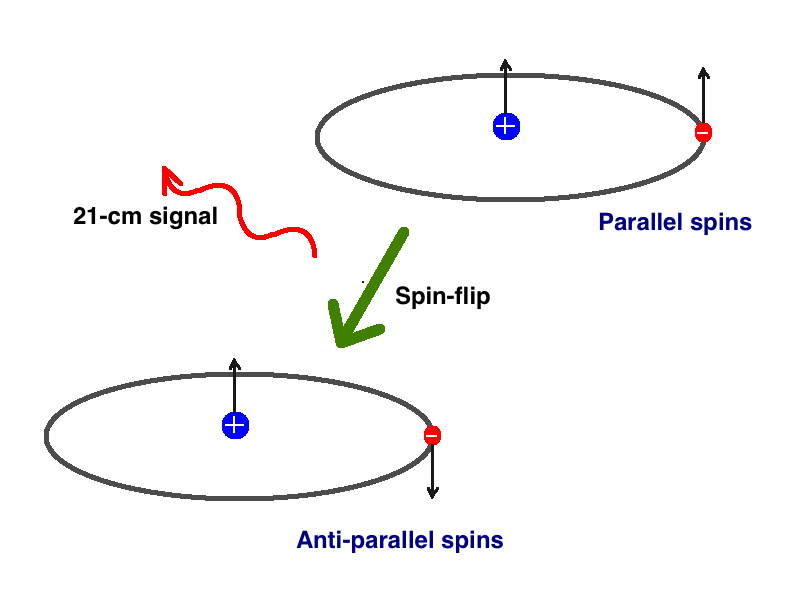 +
−
Parallel spins
21-cm signal
Spin-flip
+
−
Anti-parallel spins